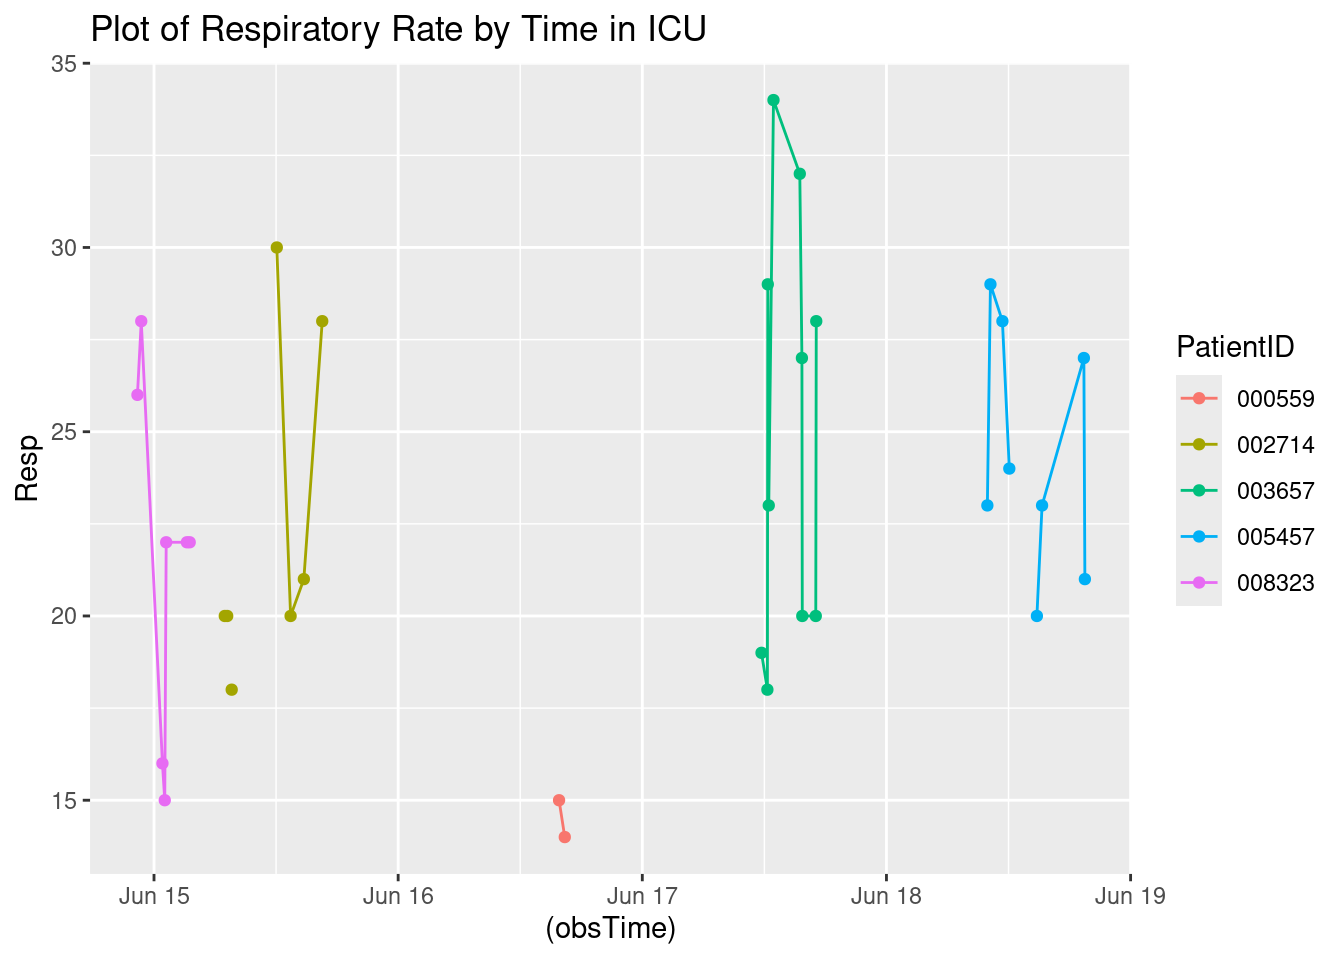 Plot of Respiratory Rate by Time in ICU
35
30
25
20
15
Resp
Jun 15
Jun 16
Jun 17
Jun 18
Jun 19
(obsTime)
PatientID
000559
002714
003657
005457
008323